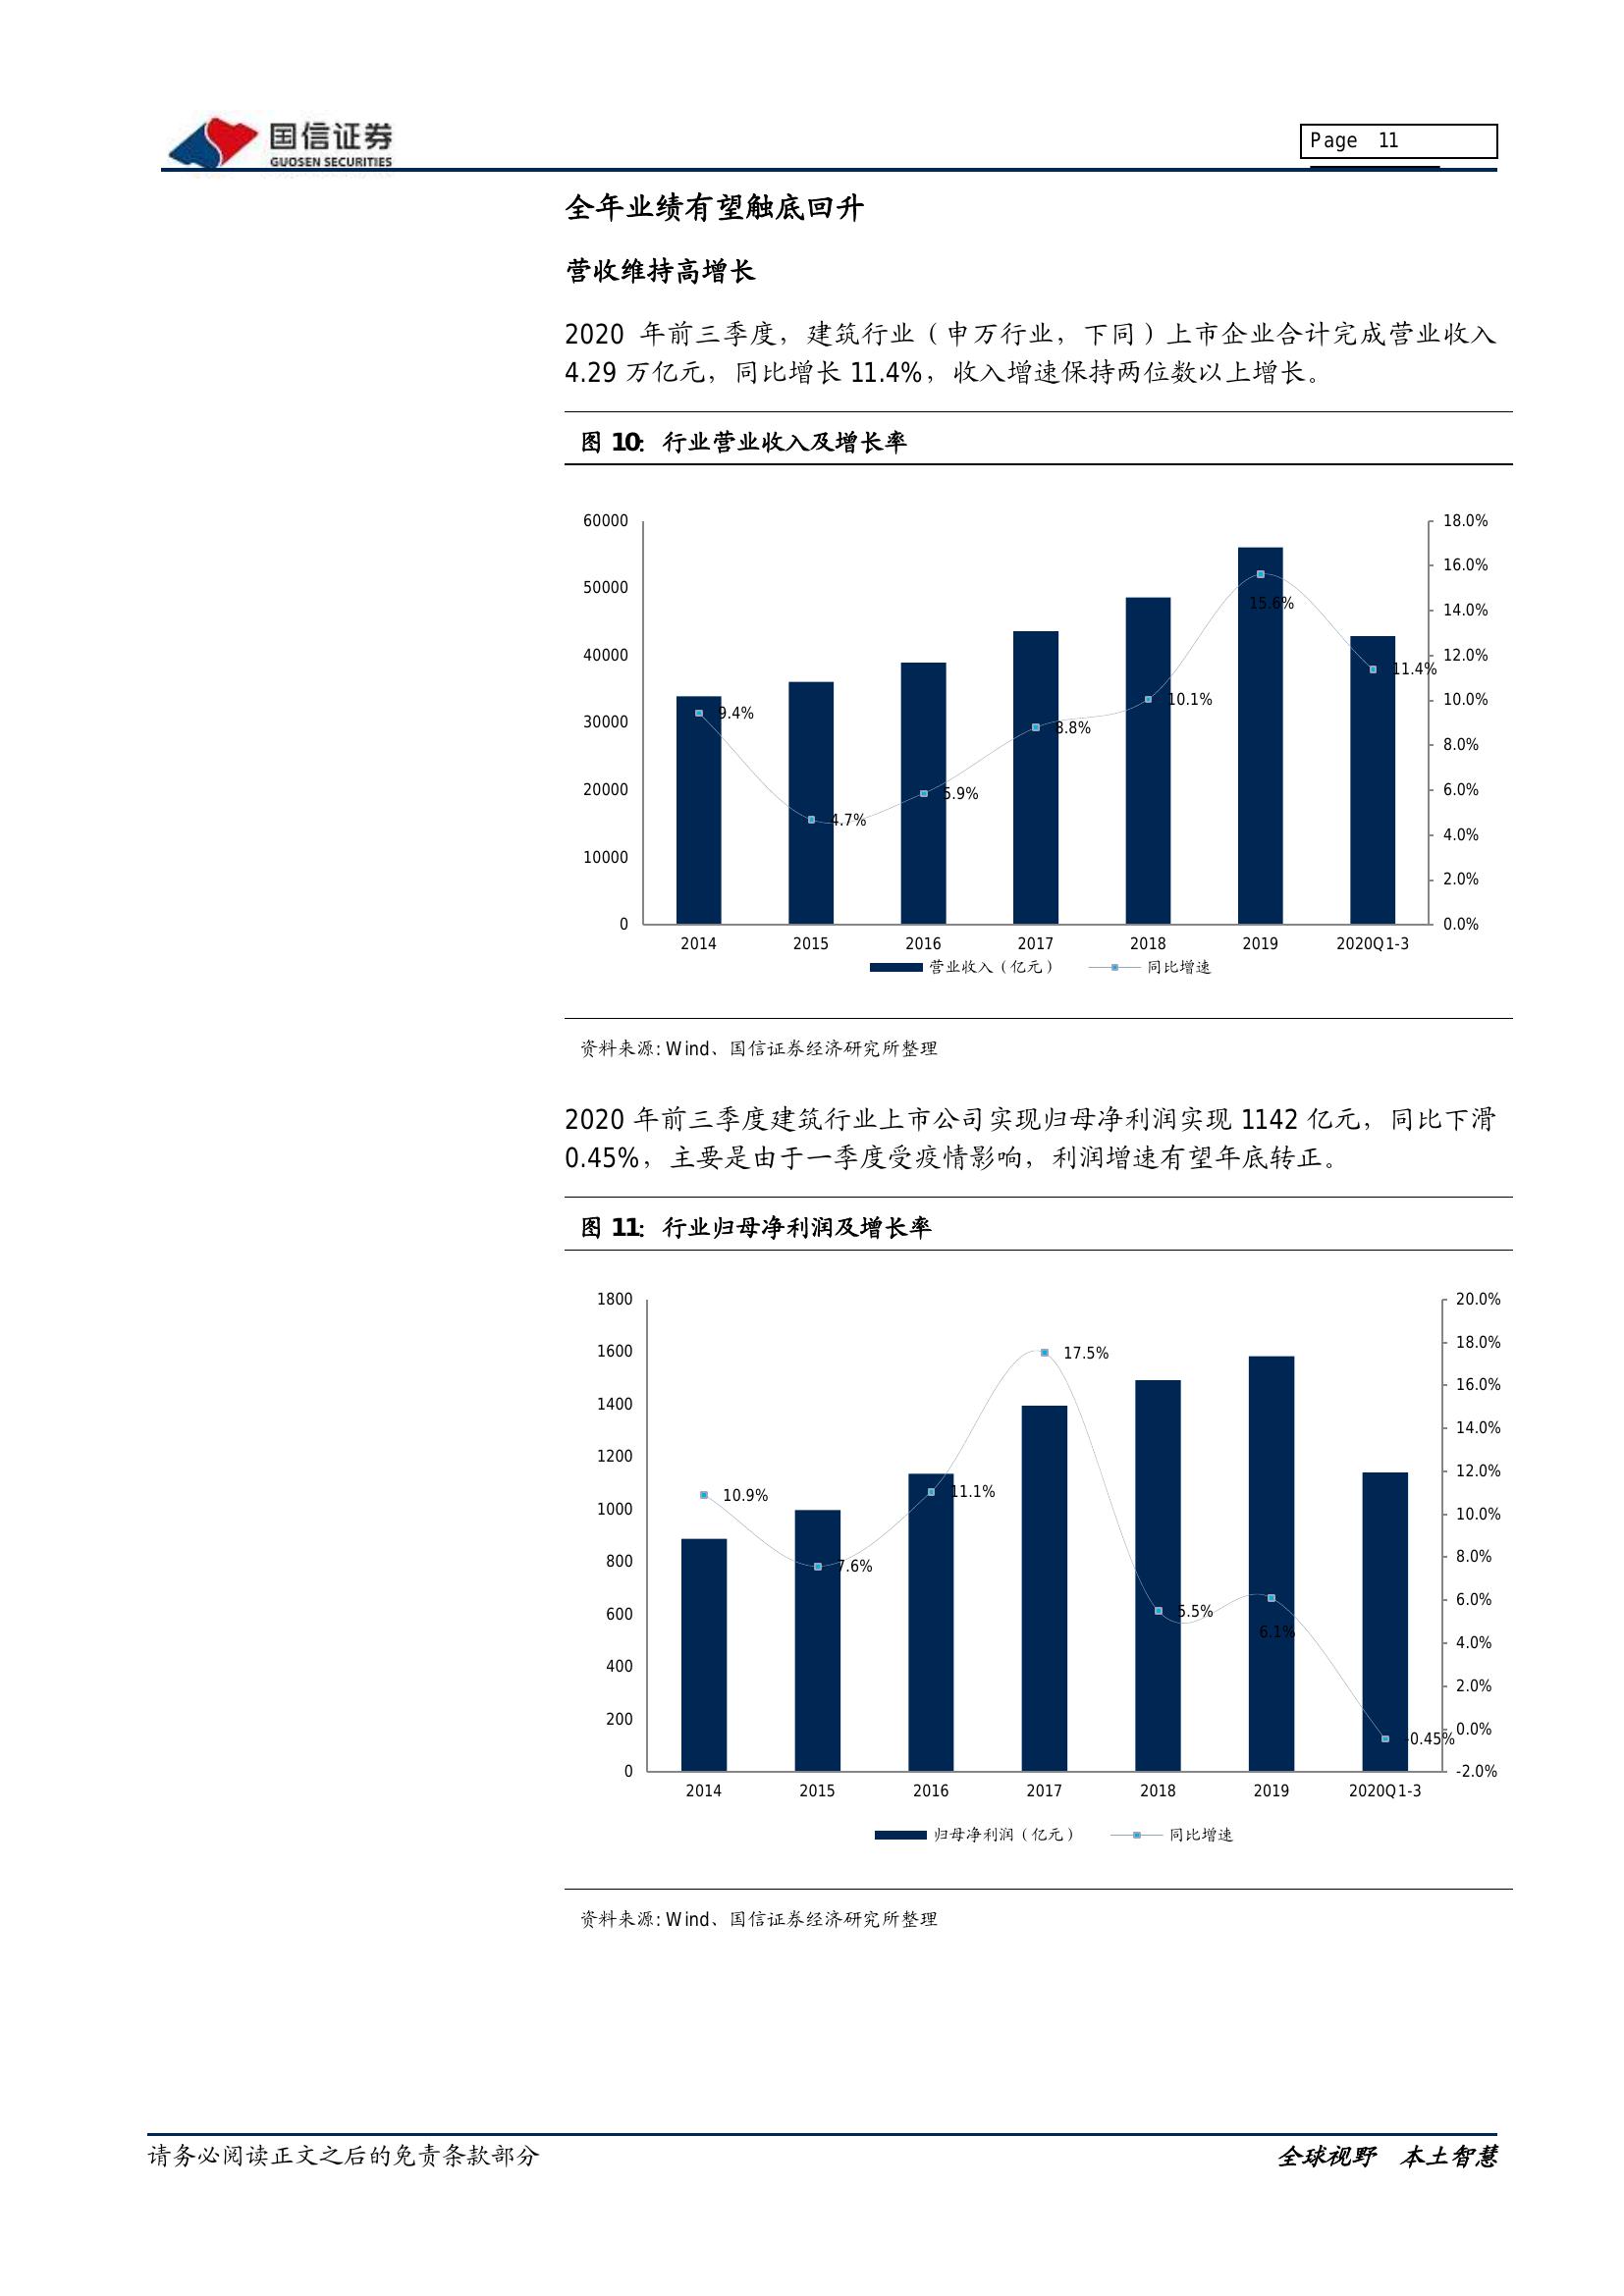 国信证券
GUOSEN SECURITIES
Page 11
全年业绩有望触底回升
营收维持高增长
2020 年前三季度，建筑行业（申万行业，下同）上市企业合计完成营业收入
4.29 万亿元，同比增长 11.4%，收入增速保持两位数以上增长。
图 10：行业营业收入及增长率
60000
50000
40000
30000
20000
10000
0
18.0%
16.0%
14.0%
12.0%
10.0%
8.0%
6.0%
4.0%
2.0%
0.0%
9.4%
4.7%
5.9%
8.8%
10.1%
15.6%
11.4%
2014 2015 2016 2017 2018 2019 2020Q1-3
营业收入（亿元） 同比增速
资料来源: Wind、国信证券经济研究所整理
2020 年前三季度建筑行业上市公司实现归母净利润实现 1142 亿元，同比下滑
0.45%，主要是由于一季度受疫情影响，利润增速有望年底转正。
图 11：行业归母净利润及增长率
1800
1600
1400
1200
1000
800
600
400
200
0
20.0%
18.0%
16.0%
14.0%
12.0%
10.0%
8.0%
6.0%
4.0%
2.0%
0.0%
-2.0%
10.9%
7.6%
11.1%
17.5%
5.5%
6.1%
-0.45%
2014 2015 2016 2017 2018 2019 2020Q1-3
归母净利润（亿元） 同比增速
资料来源: Wind、国信证券经济研究所整理
请务必阅读正文之后的免责条款部分
全球视野 本土智慧